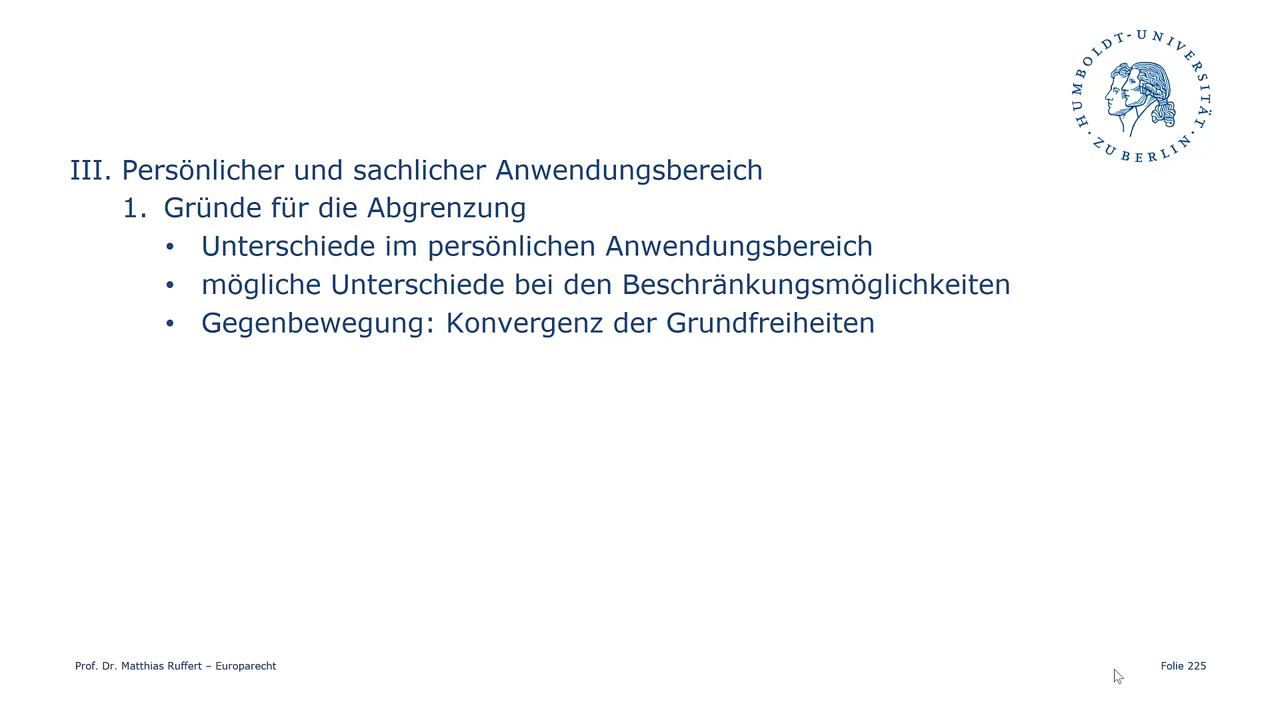 HUMBOLDT-UNIVERSITÄT
ZU BERLIN
III. Persönlicher und sachlicher Anwendungsbereich
1. Gründe für die Abgrenzung
• Unterschiede im persönlichen Anwendungsbereich
• mögliche Unterschiede bei den Beschränkungsmöglichkeiten
• Gegenbewegung: Konvergenz der Grundfreiheiten
Prof. Dr. Matthias Ruffert – Europarecht
Folie 225